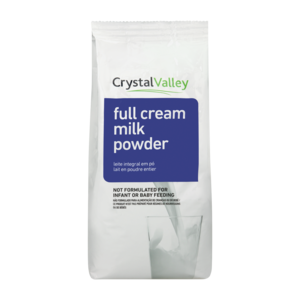 CrystalValley
full cream
milk
powder
leite integral em pó
lait en poudre entier
NOT FORMULATED FOR
INFANT OR BABY FEEDING